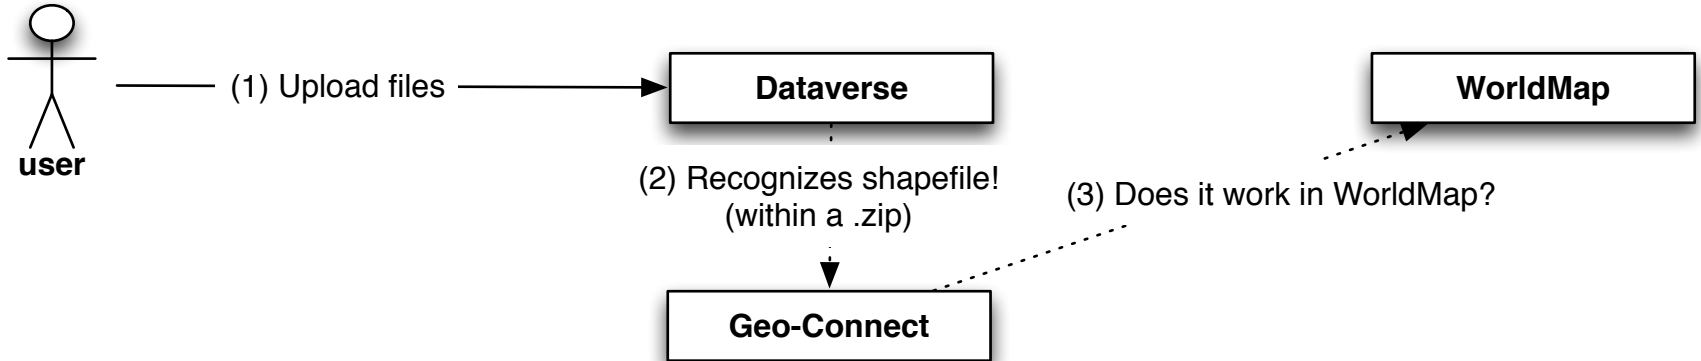 (1) Upload files
Dataverse
WorldMap
user
(2) Recognizes shapefile!
(within a .zip)
(3) Does it work in WorldMap?
Geo-Connect